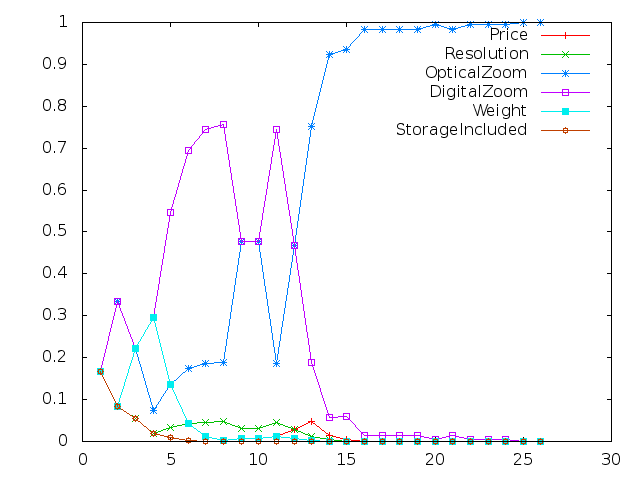 1
0.9
0.8
0.7
0.6
0.5
0.4
0.3
0.2
0.1
0
0 5 10 15 20 25 30
Price
Resolution
OpticalZoom
DigitalZoom
Weight
StorageIncluded